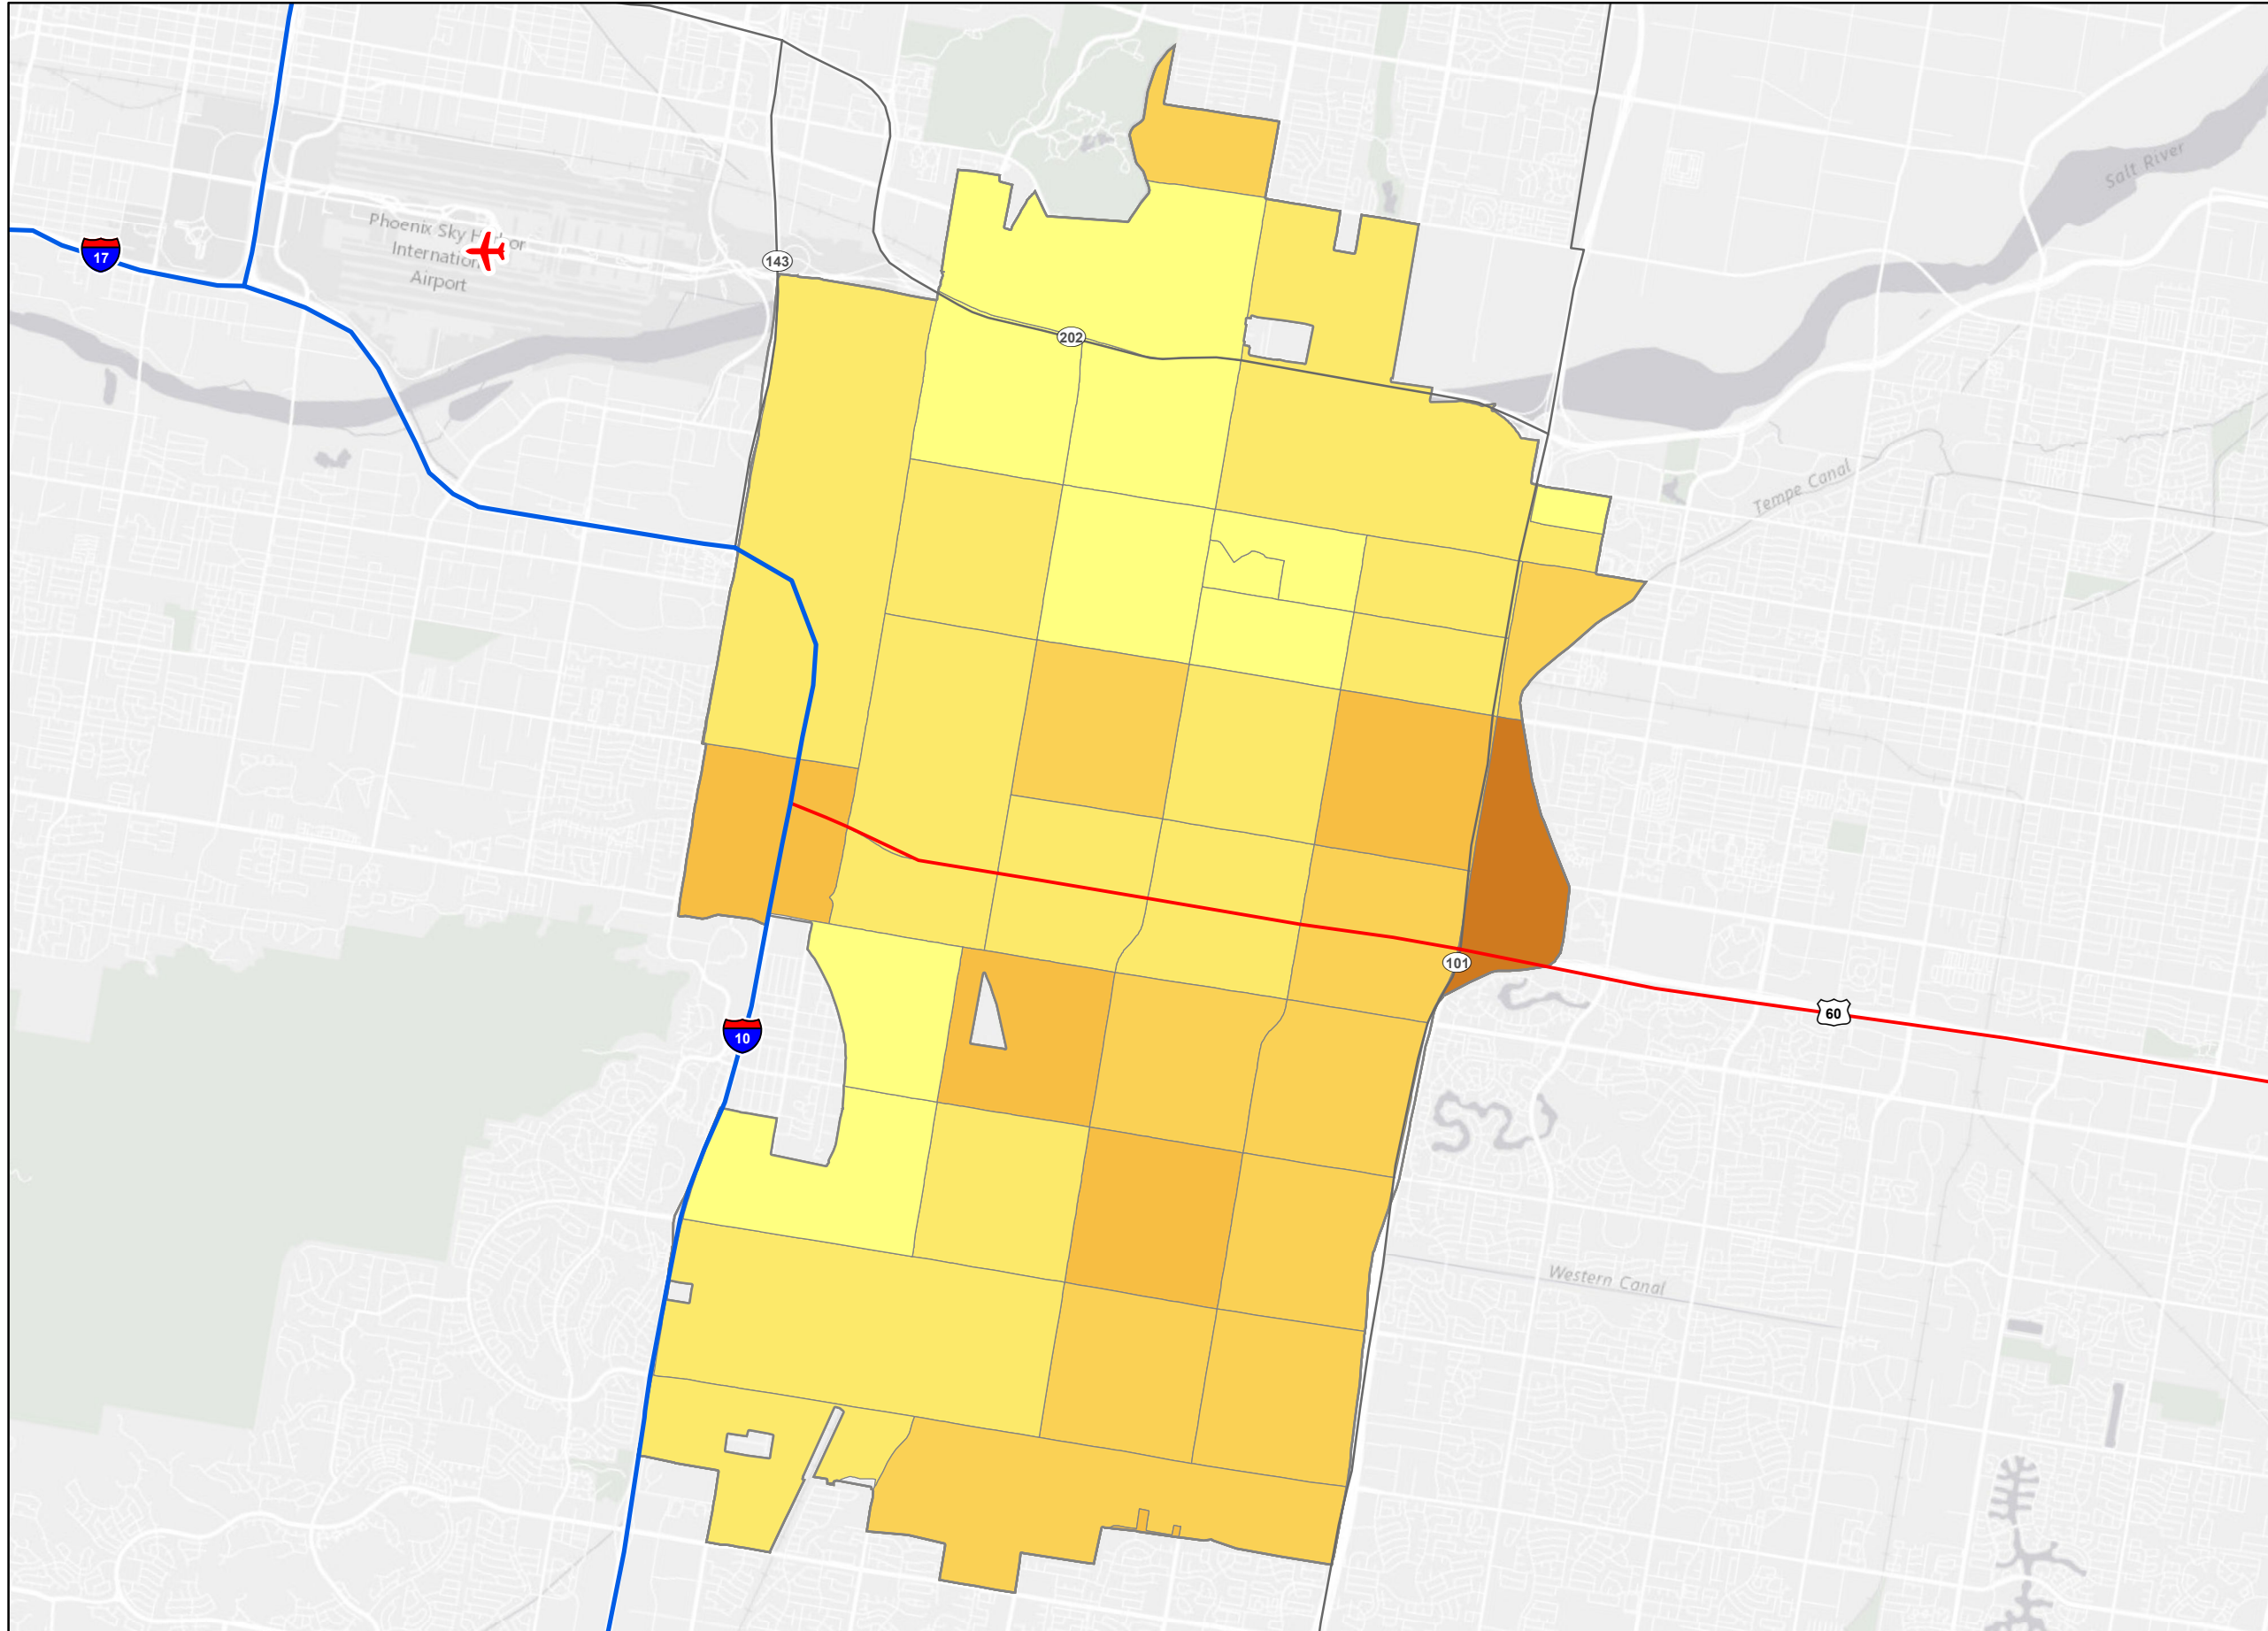 Salt River
Phoenix Sky Harbor
International
Airport
17
143
202
Tempe Canal
101
60
10
Western Canal